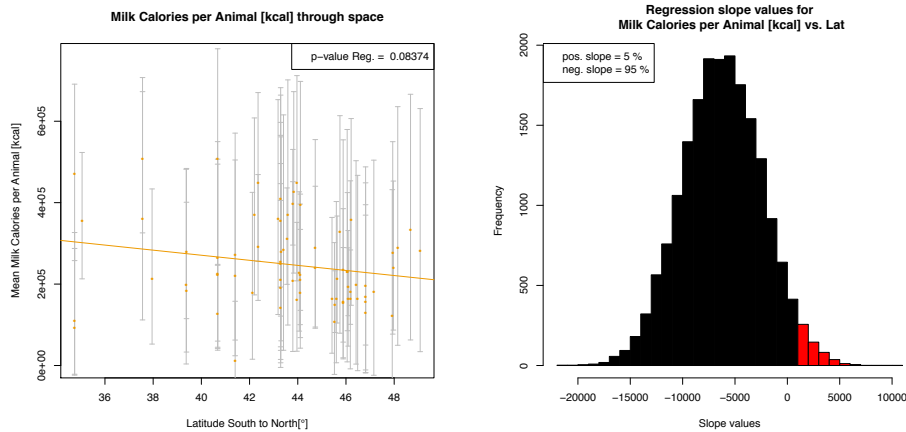 Milk Calories per Animal [kcal] through space
p−value Reg. = 0.08374
Mean Milk Calories per Animal [kcal]
6e+05
4e+05
2e+05
0e+00
36 38 40 42 44 46 48
Latitude South to North[°]
Regression slope values for
Milk Calories per Animal [kcal] vs. Lat
pos. slope = 5 %
neg. slope = 95 %
Frequency
2000
1500
1000
500
0
−20000 −15000 −10000 −5000 0 5000 10000
Slope values